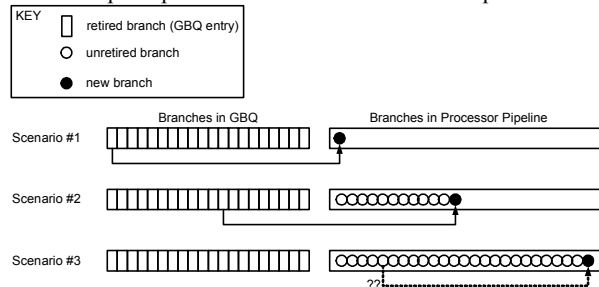 KEY
retired branch (GBQ entry)
unretired branch
new branch
Branches in GBQ
Branches in Processor Pipeline
Scenario #1
Scenario #2
Scenario #3
??